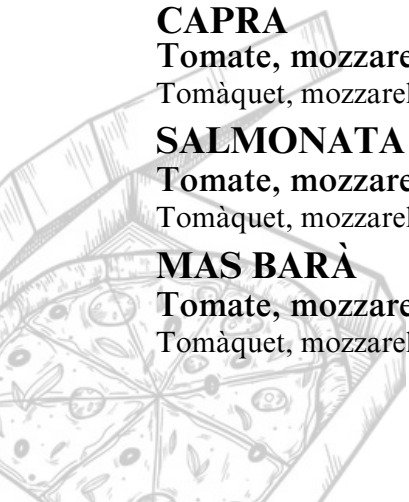 CAPRA
Tomate, mozzare
Tomàquet, mozzarel
SALMONATA
Tomate, mozzare
Tomàquet, mozzarel
MAS BARÀ
Tomate, mozzare
Tomàquet, mozzarel